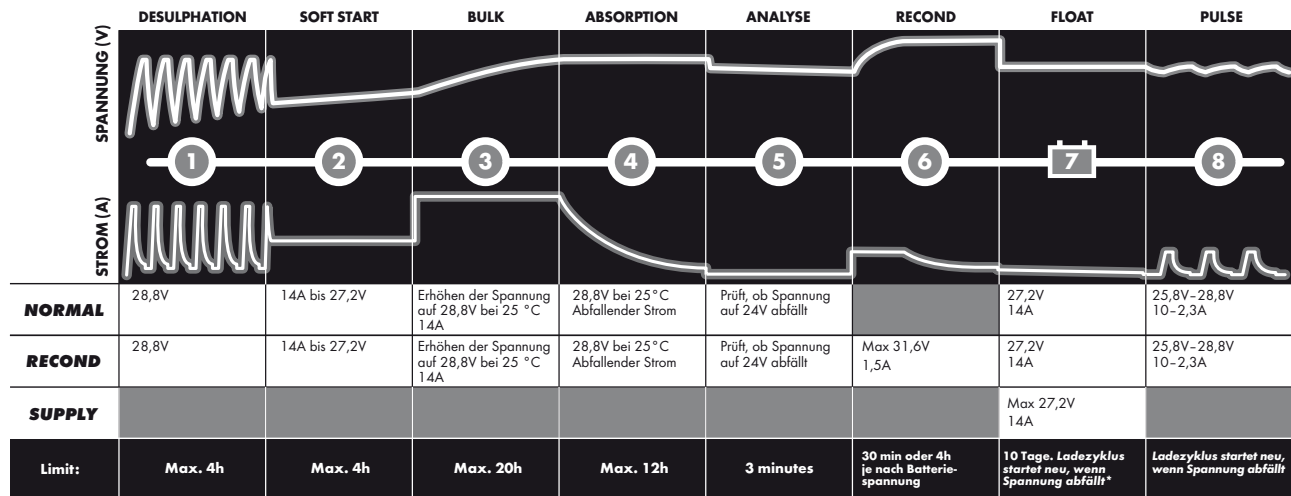 DESULPHATION SOFT START BULK ABSORPTION ANALYSE RECOND FLOAT PULSE
SPANNUNG (V)
1 2 3 4 5 6 7 8
STROM (A)
NORMAL
28,8V
14A bis 27,2V
Erhöhen der Spannung
auf 28,8V bei 25 °C
14A
28,8V bei 25°C
Abfallender Strom
Prüft, ob Spannung
auf 24V abfällt
27,2V
14A
25,8V–28,8V
10–2,3A
RECOND
28,8V
14A bis 27,2V
Erhöhen der Spannung
auf 28,8V bei 25 °C
14A
28,8V bei 25°C
Abfallender Strom
Prüft, ob Spannung
auf 24V abfällt
Max 31,6V
1,5A
27,2V
14A
25,8V–28,8V
10–2,3A
SUPPLY
Max 27,2V
14A
Limit:
Max. 4h
Max. 4h
Max. 20h
Max. 12h
3 minutes
30 min oder 4h
je nach Batterie-
spannung
10 Tage. Ladezyklus
startet neu, wenn
Spannung abfällt*
Ladezyklus startet neu,
wenn Spannung abfällt